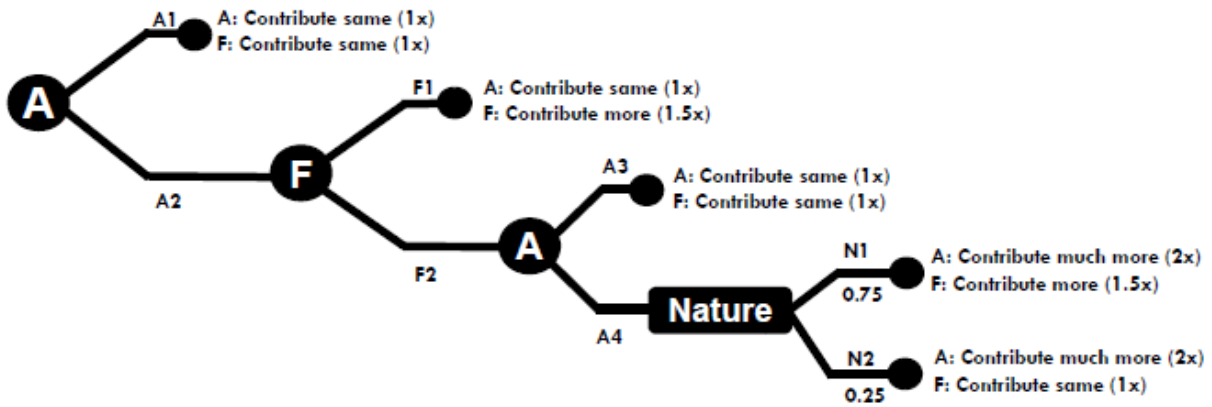 A1
A: Contribute same (1x)
F: Contribute same (1x)
A
A2
F1
A: Contribute same (1x)
F: Contribute more (1.5x)
F
F2
A3
A: Contribute same (1x)
F: Contribute same (1x)
A
A4
Nature
N1
0.75
A: Contribute much more (2x)
F: Contribute more (1.5x)
N2
0.25
A: Contribute much more (2x)
F: Contribute same (1x)